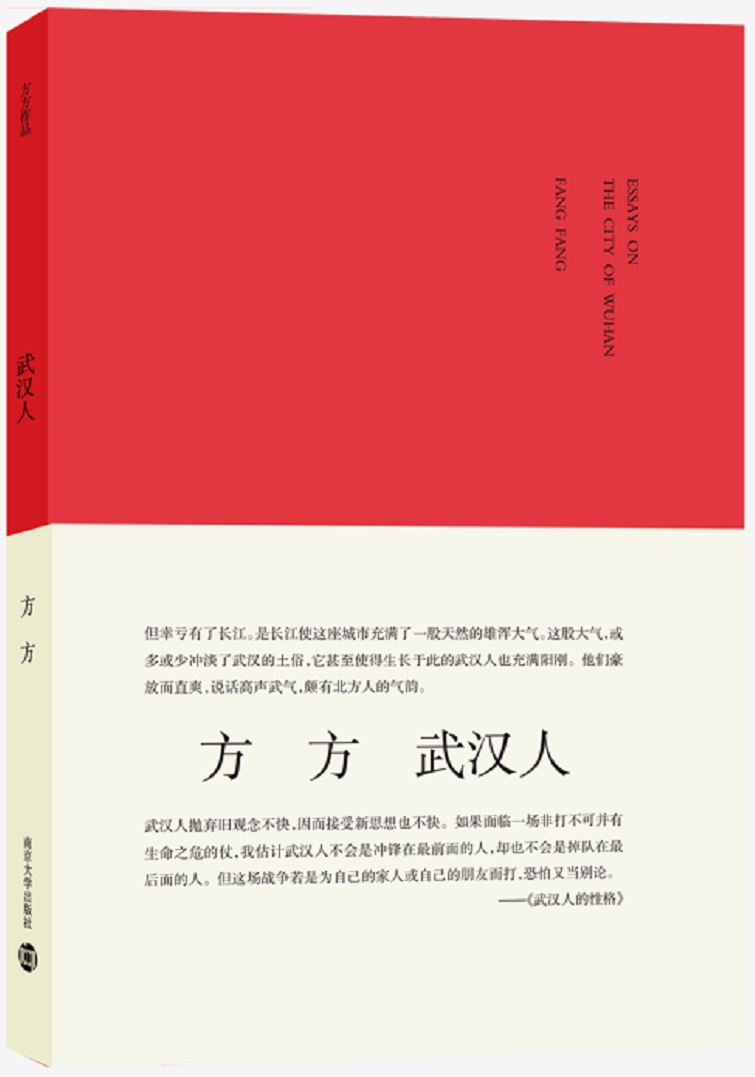 方方作品
武汉人
方 方
南京大学出版社
ESSAYS ON
THE CITY OF WUHAN
FANG FANG
但幸亏有了长江。是长江使这座城市充满了一股天然的雄浑大气。这股大气,或
多或少冲淡了武汉的土俗,它甚至使得生长于此的武汉人也充满阳刚。他们豪
放而直爽,说话高声武气,颇有北方人的气韵。
方 方 武汉人
武汉人抛弃旧观念不快,因而接受新思想也不快。如果面临一场非打不可并有
生命之危的仗,我估计武汉人不会是冲锋在最前面的人,却也不会是掉队在最
后面的人。但这场战争若是为自己的家人或自己的朋友而打,恐怕又当别论。
——《武汉人的性格》